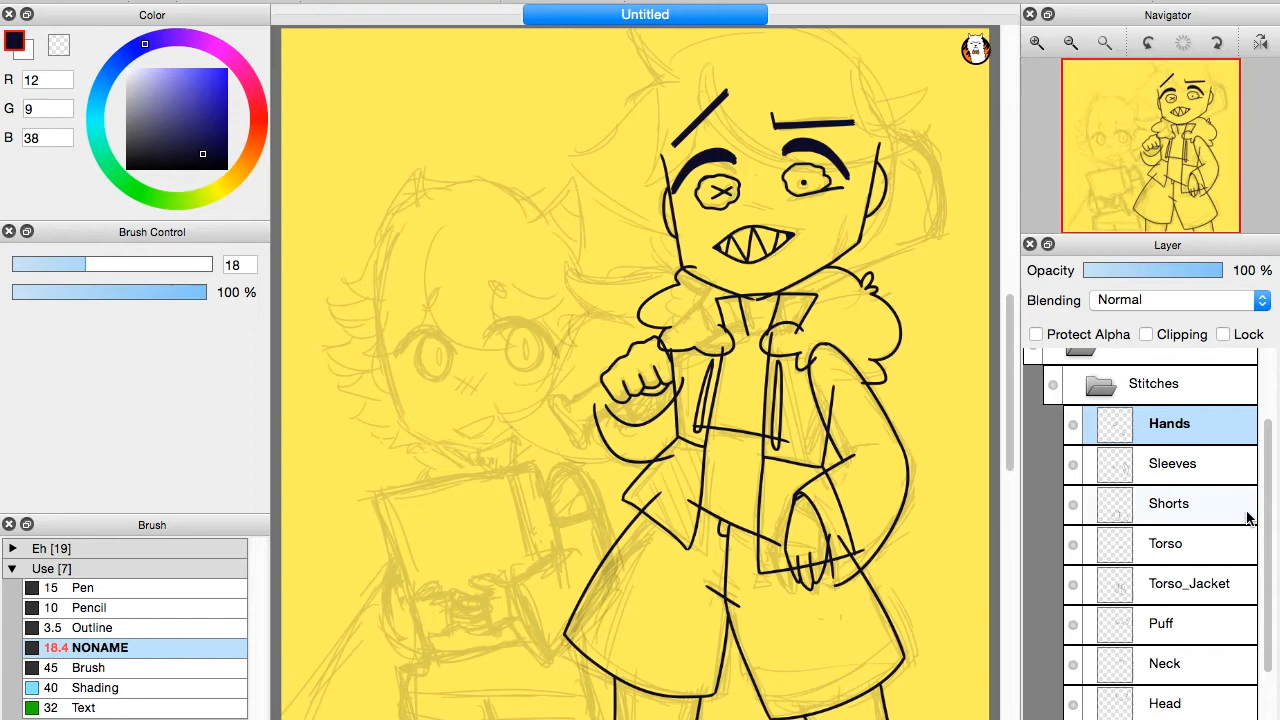 Color
Untitled
Navigator
R 12
G 9
B 38
Brush Control
18
100 %
Layer
Opacity 100 %
Blending Normal
Protect Alpha Clipping Lock
Stitches
Hands
Sleeves
Shorts
Torso
Torso_Jacket
Puff
Neck
Head
Brush
Eh [19]
Use [7]
15 Pen
10 Pencil
3.5 Outline
18.4 NONAME
45 Brush
40 Shading
32 Text